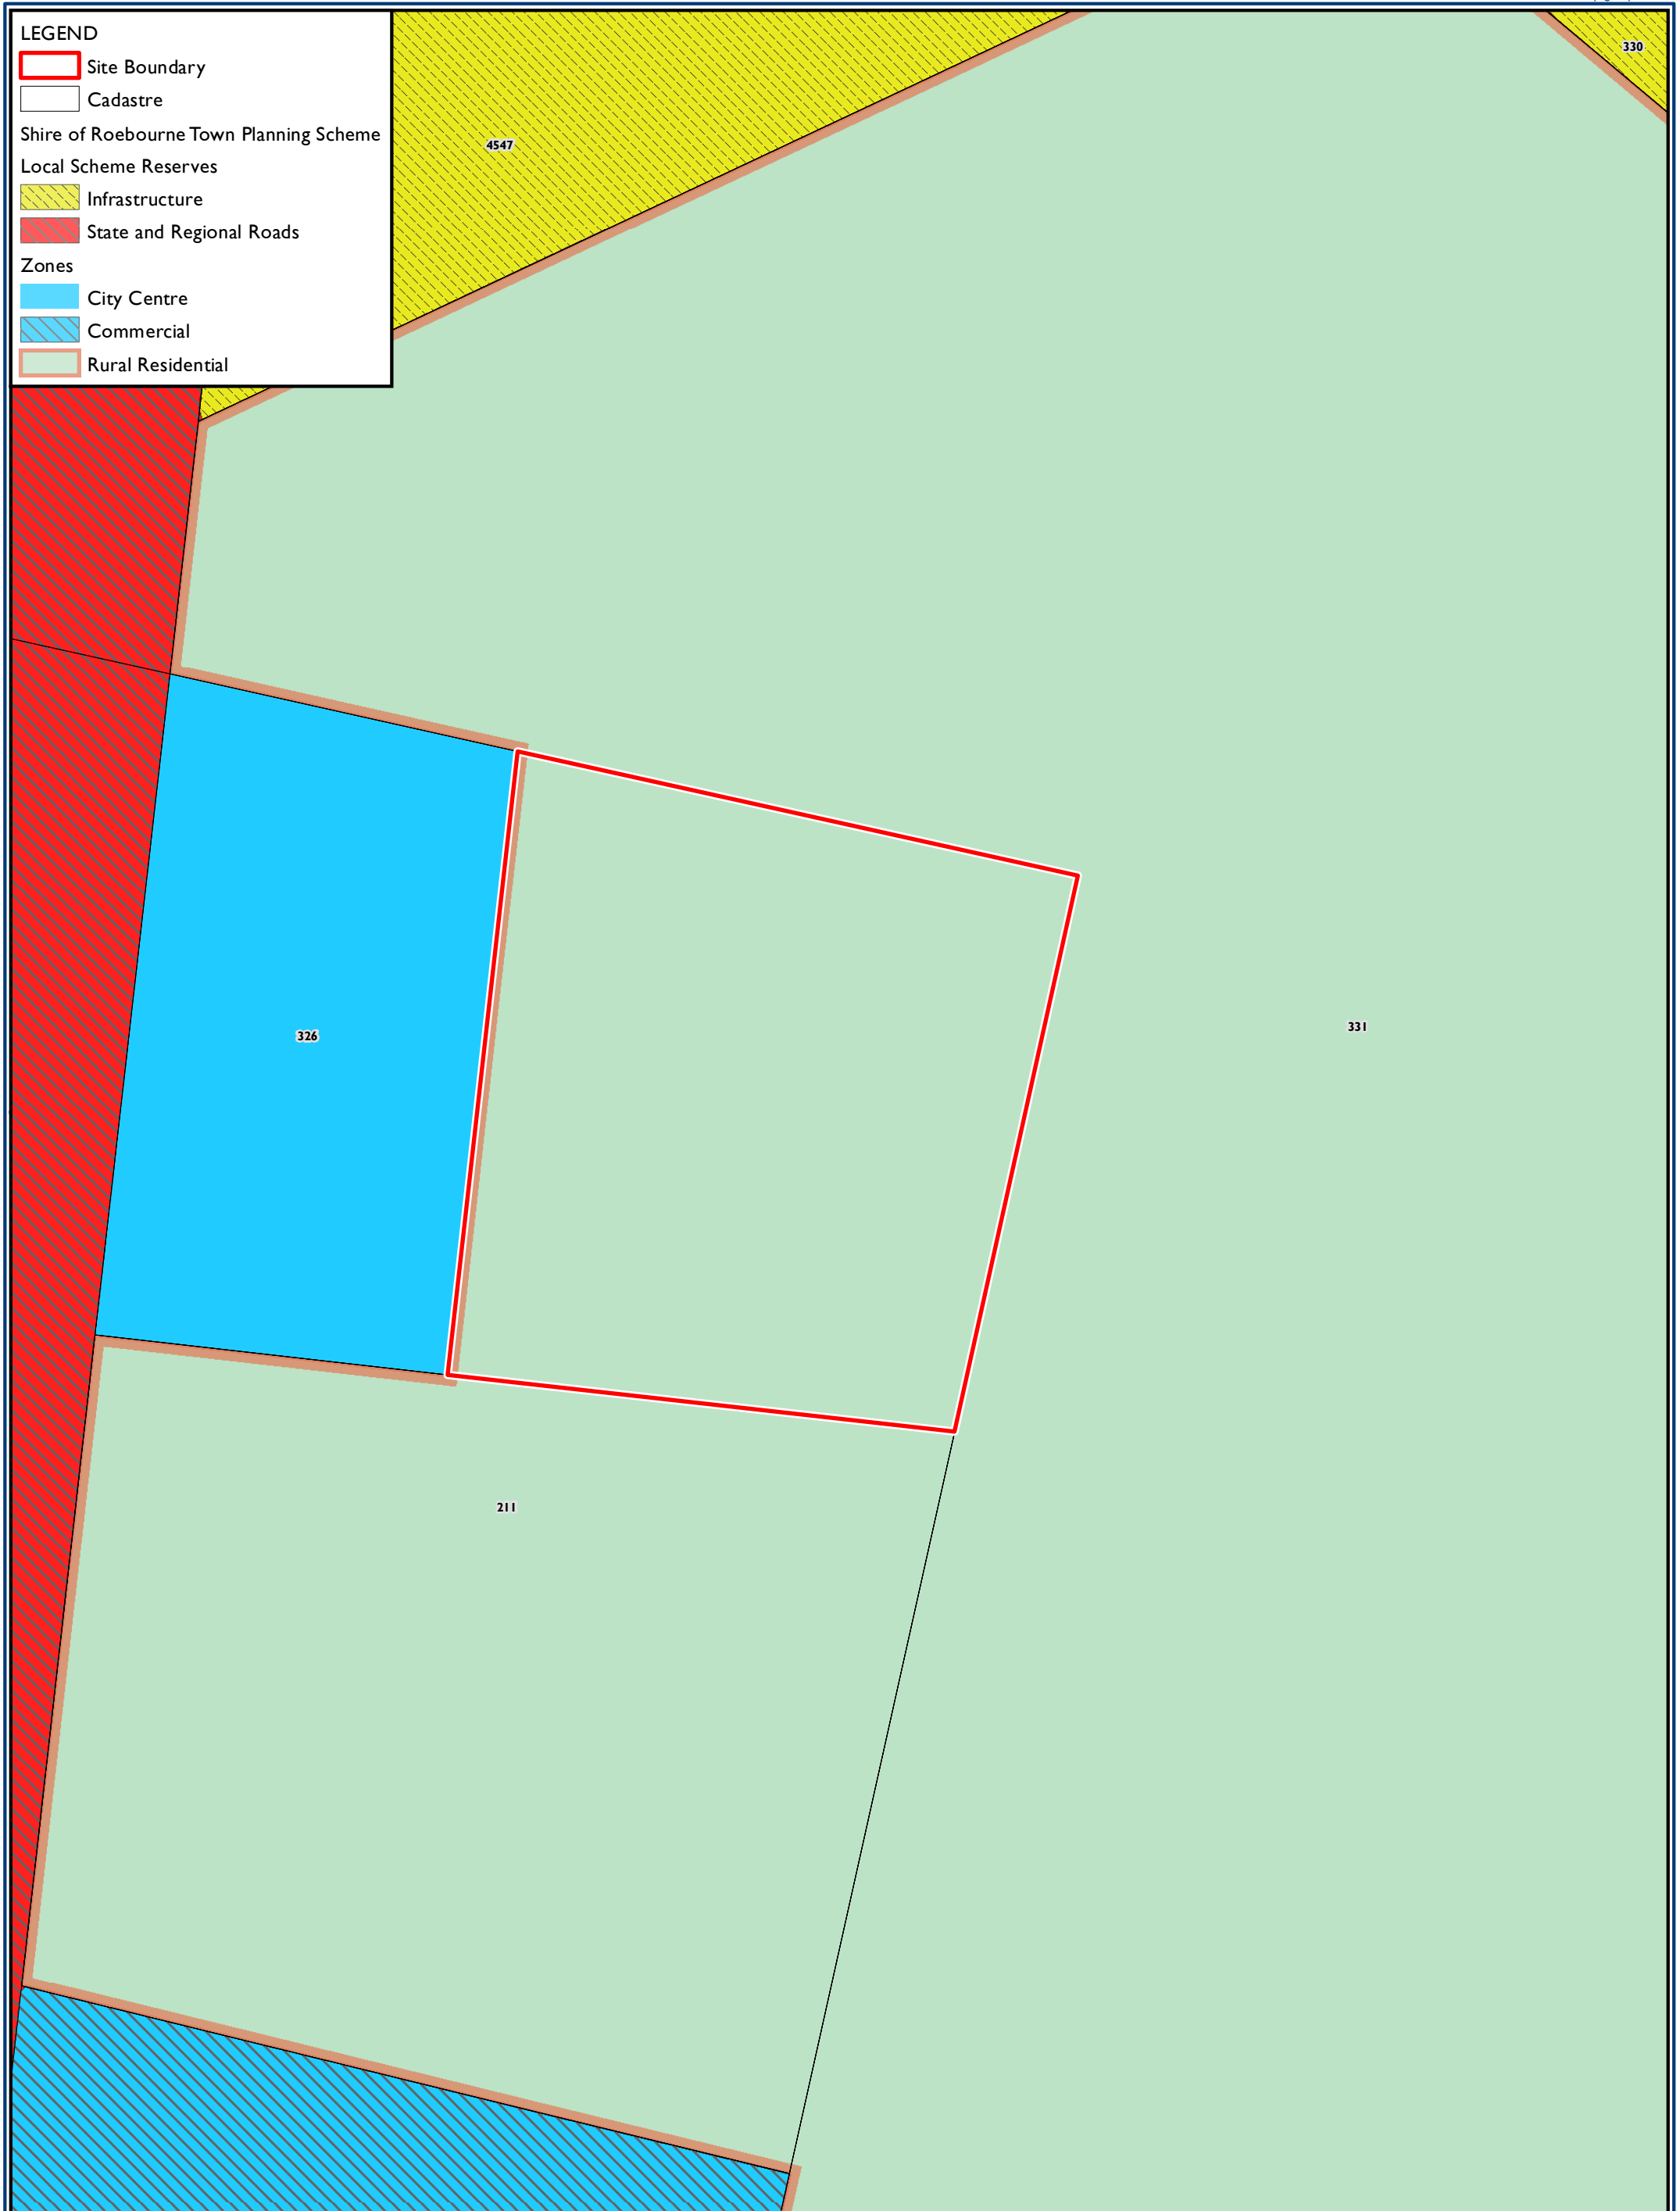 LEGEND
Site Boundary
Cadastre
Shire of Roebourne Town Planning Scheme
Local Scheme Reserves
Infrastructure
State and Regional Roads
Zones
City Centre
Commercial
Rural Residential
330
4547
331
326
211